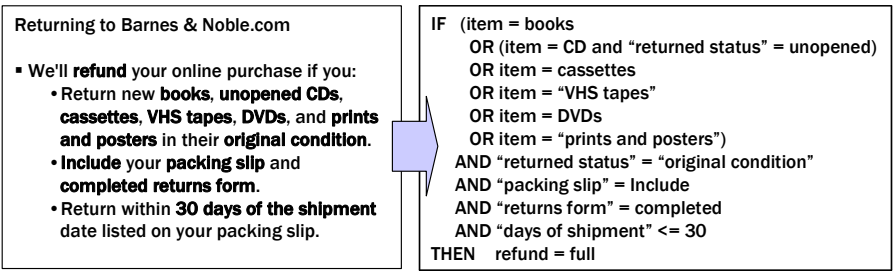 Returning to Barnes & Noble.com
▪ We'll refund your online purchase if you:
• Return new books, unopened CDs,
cassettes, VHS tapes, DVDs, and prints
and posters in their original condition.
• Include your packing slip and
completed returns form.
• Return within 30 days of the shipment
date listed on your packing slip.
IF (item = books
OR (item = CD and “returned status” = unopened)
OR item = cassettes
OR item = “VHS tapes”
OR item = DVDs
OR item = “prints and posters”)
AND “returned status” = “original condition”
AND “packing slip” = Include
AND “returns form” = completed
AND “days of shipment” <= 30
THEN refund = full